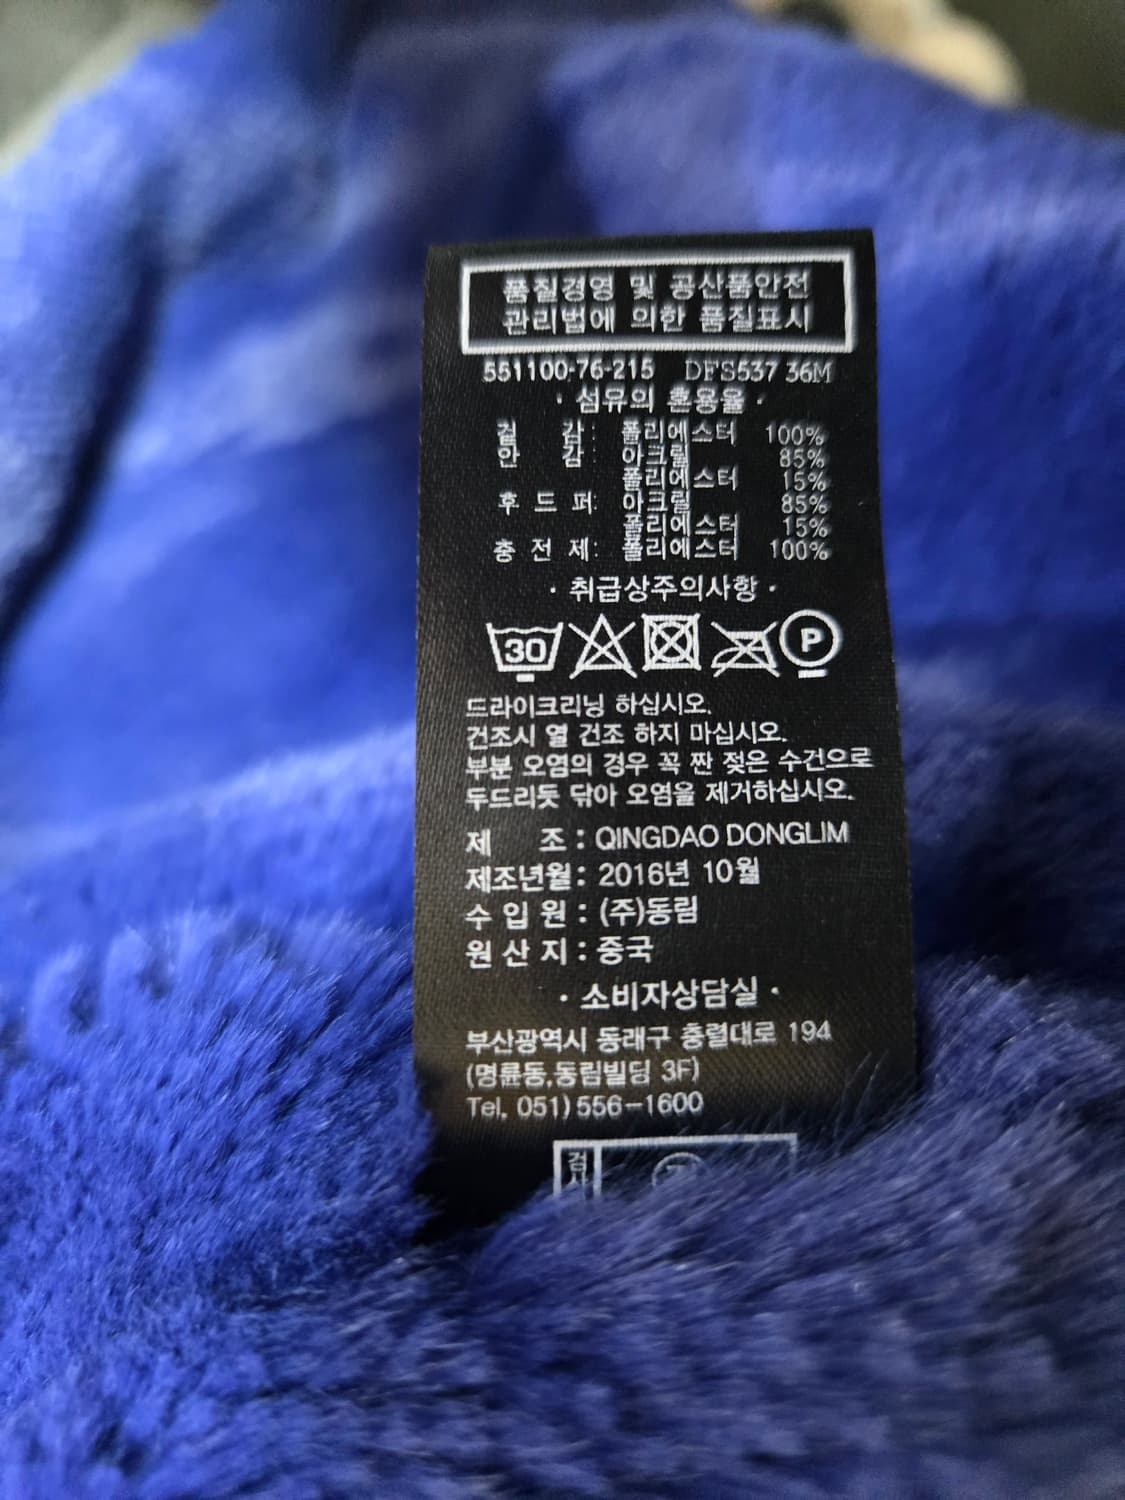 품질경영 및 공산품안전
관리법에 의한 품질표시
551100-76-215 DFS537 36M
· 섬유의 혼용율 ·
겉 감: 폴리에스터 100%
안 감: 아크릴 85%
폴리에스터 15%
후 드 퍼: 아크릴 85%
폴리에스터 15%
충 전 제: 폴리에스터 100%
· 취급상주의사항 ·
30 P
드라이크리닝 하십시오.
건조시 열 건조 하지 마십시오.
부분 오염의 경우 꼭 짠 젖은 수건으로
두드리듯 닦아 오염을 제거하십시오.
제 조 : QINGDAO DONGLIM
제조년월 : 2016년 10월
수 입 원 : (주)동림
원 산 지 : 중국
· 소비자상담실 ·
부산광역시 동래구 충렬대로 194
(명륜동,동림빌딩 3F)
Tel. 051) 556-1600
검